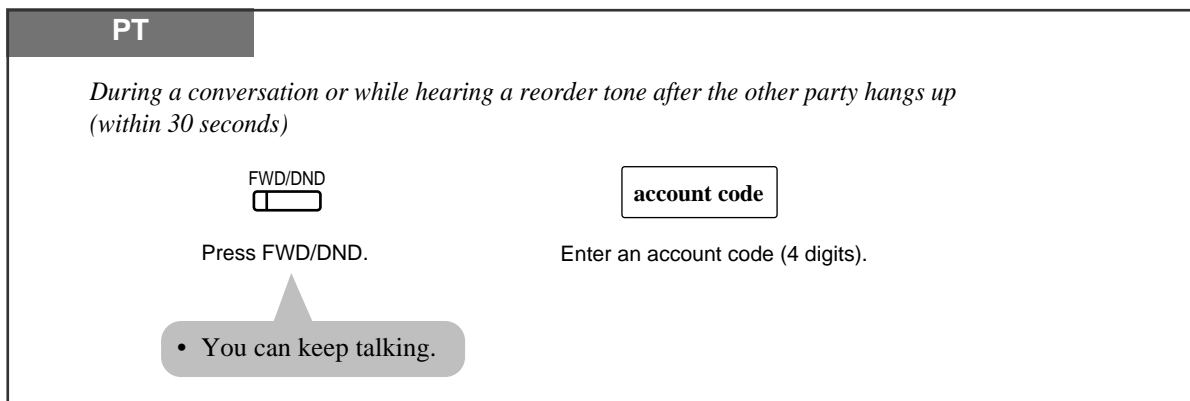 PT
During a conversation or while hearing a reorder tone after the other party hangs up
(within 30 seconds)
FWD/DND
account code
Press FWD/DND.
Enter an account code (4 digits).
• You can keep talking.